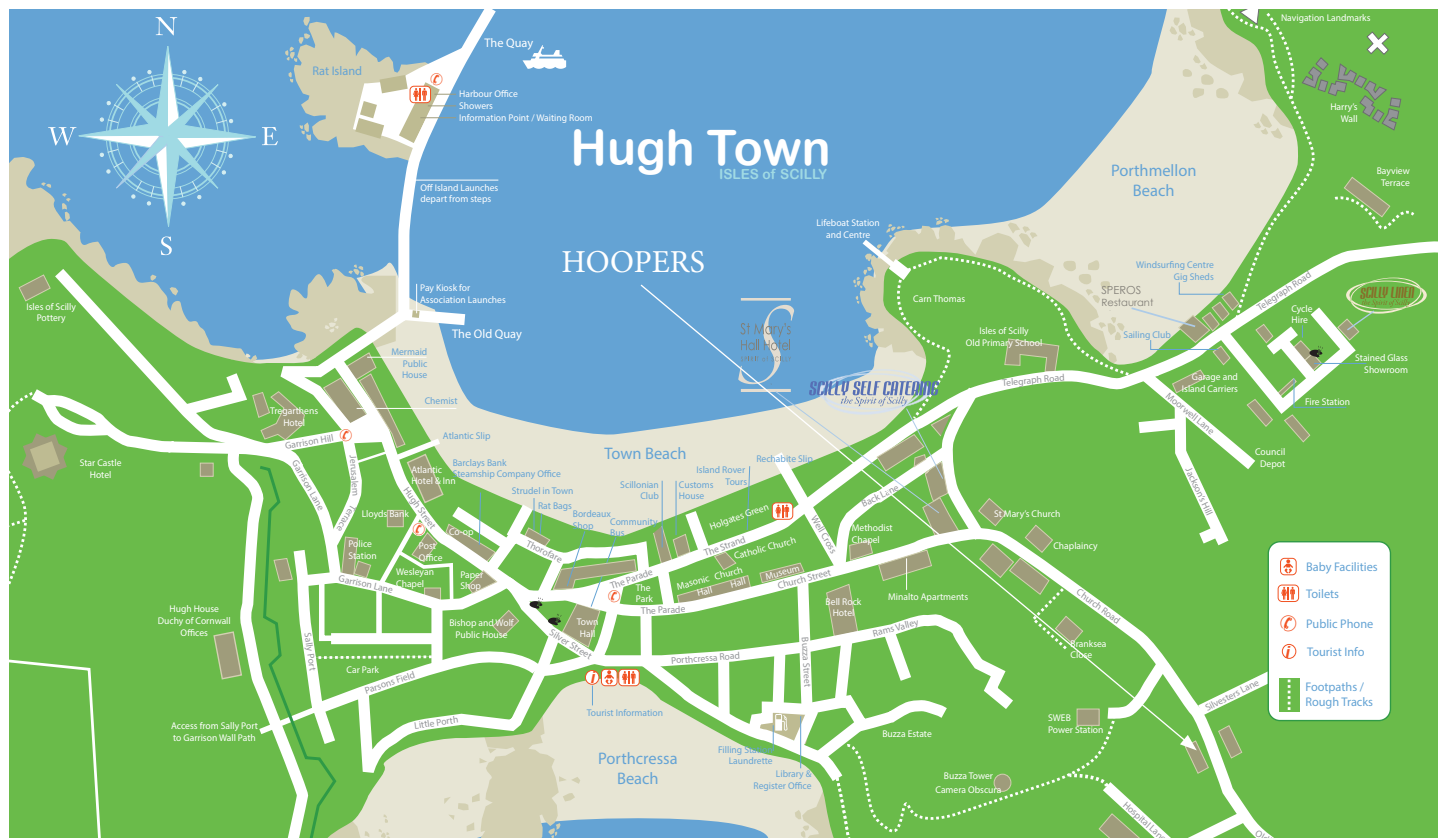 N
W
E
S
Rat Island
The Quay
Harbour Office
Showers
Information Point / Waiting Room
Hugh Town
ISLES of SCILLY
Off Island Launches
depart from steps
HOOPERS
Pay Kiosk for
Association Launches
The Old Quay
Isles of Scilly
Pottery
Mermaid
Public
House
Chemist
Tregarthens
Hotel
Garrison Hill
Star Castle
Hotel
Garrison Lane
Jerusalem
Terrace
Hugh Street
Atlantic Slip
Atlantic
Hotel & Inn
Barclays Bank
Steamship Company Office
Strudel in Town
Rat Bags
Bordeaux
Shop
Community
Bus
Lloyds Bank
Co-op
Police
Station
Post
Office
Thorofare
Wesleyan
Chapel
Paper
Shop
Garrison Lane
Bishop and Wolf
Public House
Town
Hall
Silver Street
Hugh House
Duchy of Cornwall
Offices
Sally Port
Car Park
Parsons Field
Little Porth
Access from Sally Port
to Garrison Wall Path
Town Beach
Scillonian
Club
Customs
House
Island Rover
Tours
Rechabite Slip
Holgates Green
The Strand
Catholic Church
The Parade
The
Park
The Parade
Masonic
Hall
Church
Hall
Museum
Church Street
Well Cross
Back Lane
Methodist
Chapel
Bell Rock
Hotel
Minalto Apartments
Rams Valley
Porthcressa Road
Buzza Street
Tourist Information
Porthcressa
Beach
Filling Station
Laundrette
Library &
Register Office
Buzza Estate
Buzza Tower
Camera Obscura
SWEB
Power Station
Branksea
Close
Church Road
St.Mary's Church
Chaplaincy
Silvesters Lane
Hospital Lane
St Mary's
Hall Hotel
SCILLY SELF CATERING
the Spirit of Scilly
Lifeboat Station
and Centre
Carn Thomas
Isles of Scilly
Old Primary School
Telegraph Road
Porthmellon
Beach
Windsurfing Centre
Gig Sheds
SPEROS
Restaurant
Sailing Club
Telegraph Road
Garage and
Island Carriers
Moorwell Lane
Jackson's Hill
Council
Depot
Cycle
Hire
SCILLY LINEN
the Spirit of Scilly
Stained Glass
Showroom
Fire Station
Navigation Landmarks
Harry's
Wall
Bayview
Terrace
Baby Facilities
Toilets
Public Phone
Tourist Info
Footpaths /
Rough Tracks